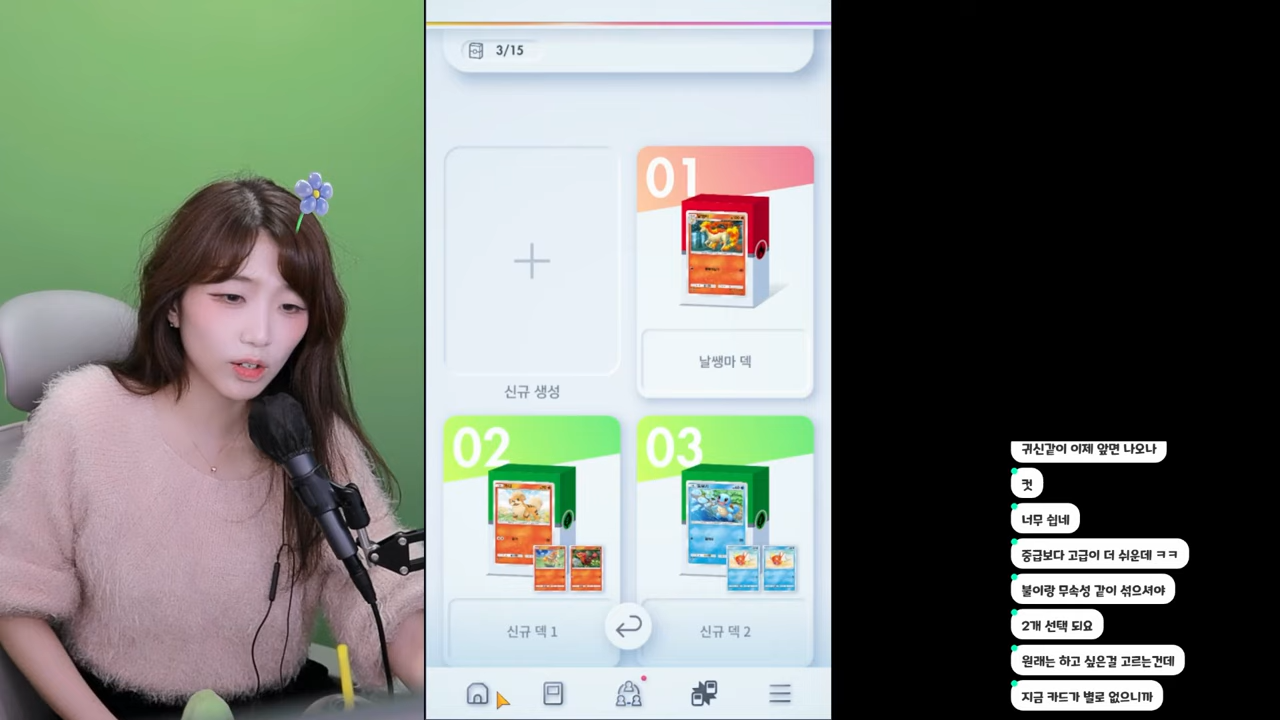 3/15
01
날쌩마 덱
신규 생성
02
03
신규 덱 1
신규 덱 2
귀신같이 이제 앞면 나오나
컷
너무 쉽네
중급보다 고급이 더 쉬운데 ㅋㅋ
불이랑 무속성 같이 섞으셔야
2개 선택 되요
원래는 하고 싶은걸 고르는건데
지금 카드가 별로 없으니까